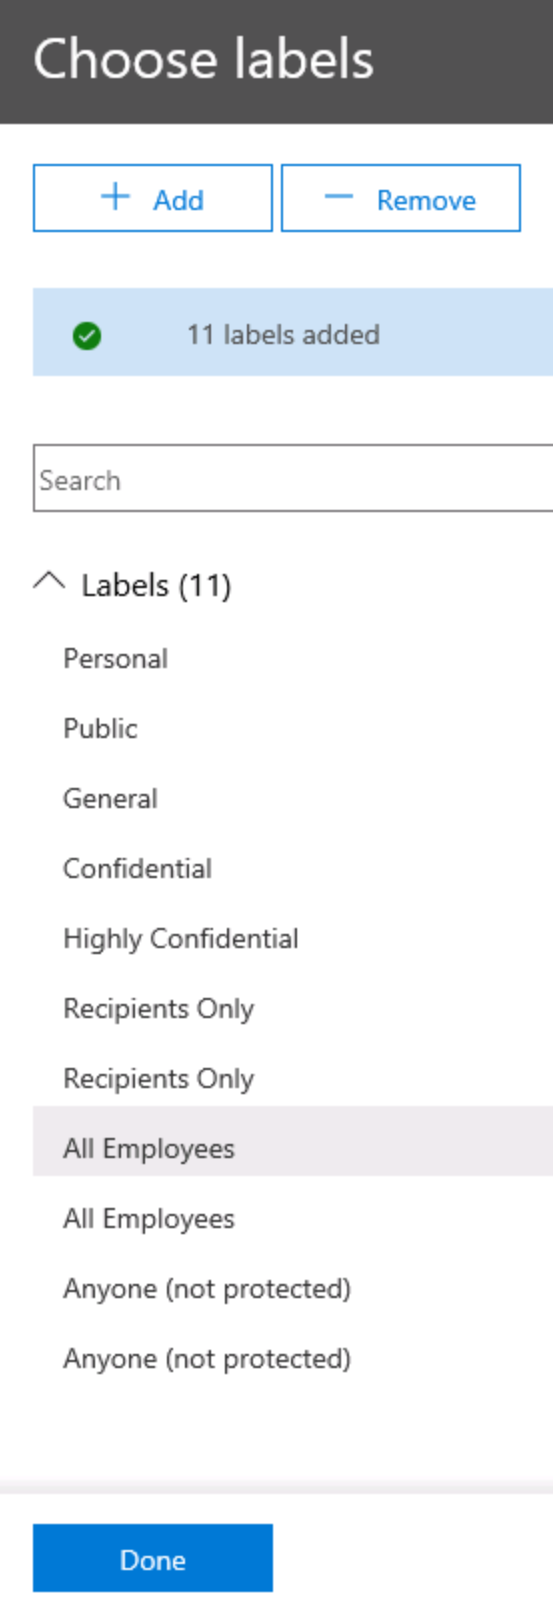 Choose labels
+ Add
− Remove
11 labels added
Search
Labels (11)
Personal
Public
General
Confidential
Highly Confidential
Recipients Only
Recipients Only
All Employees
All Employees
Anyone (not protected)
Anyone (not protected)
Done